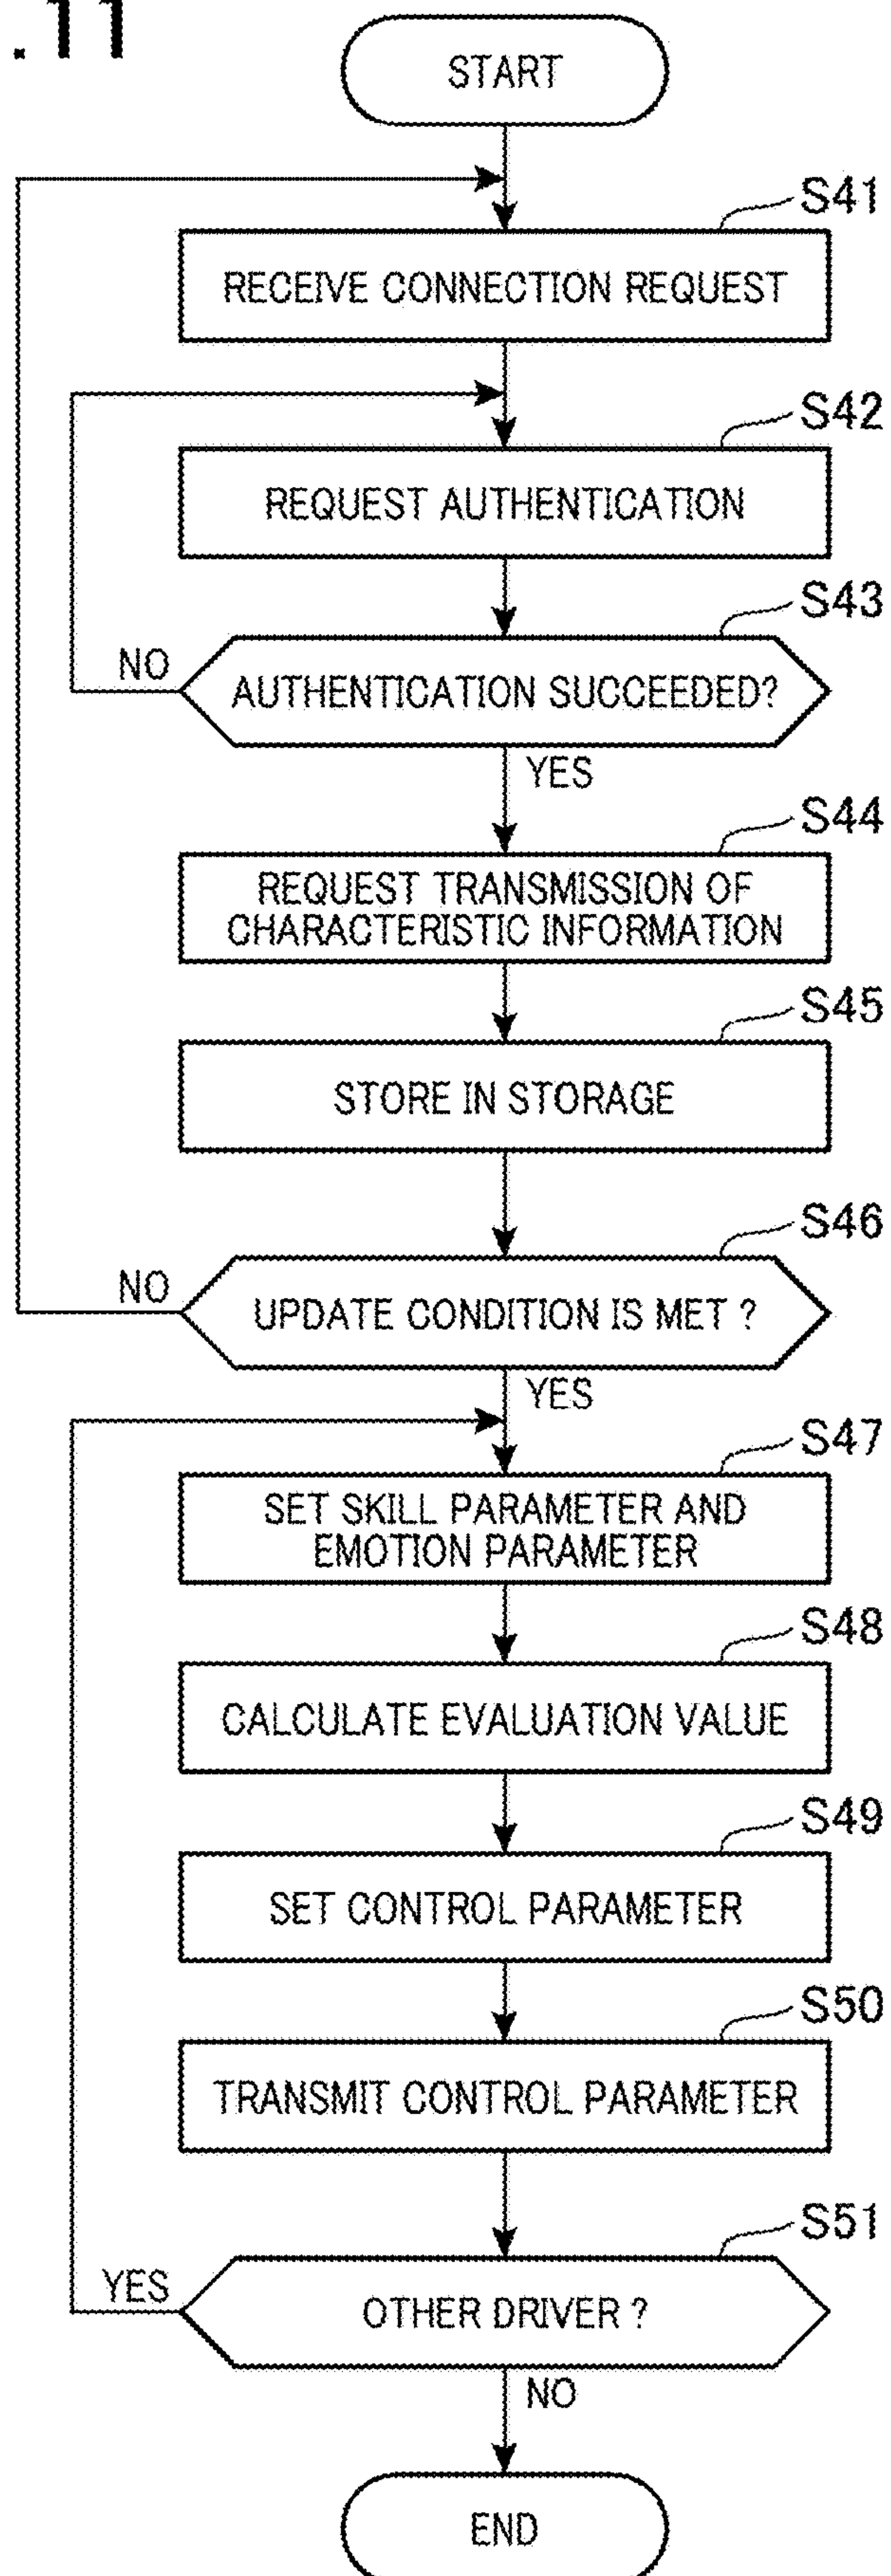 .11
START
S41
RECEIVE CONNECTION REQUEST
S42
REQUEST AUTHENTICATION
S43
NO
AUTHENTICATION SUCCEEDED?
YES
S44
REQUEST TRANSMISSION OF
CHARACTERISTIC INFORMATION
S45
STORE IN STORAGE
S46
NO
UPDATE CONDITION IS MET ?
YES
S47
SET SKILL PARAMETER AND
EMOTION PARAMETER
S48
CALCULATE EVALUATION VALUE
S49
SET CONTROL PARAMETER
S50
TRANSMIT CONTROL PARAMETER
S51
YES
OTHER DRIVER ?
NO
END